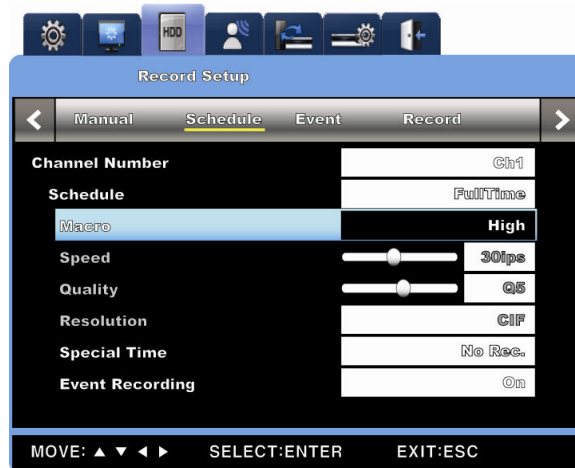 HDD
Record Setup
Manual Schedule Event Record
Channel Number Ch1
Schedule FullTime
Macro High
Speed 30ips
Quality Q5
Resolution CIF
Special Time No Rec.
Event Recording On
MOVE: ▲ ▼ ◀ ▶ SELECT:ENTER EXIT:ESC